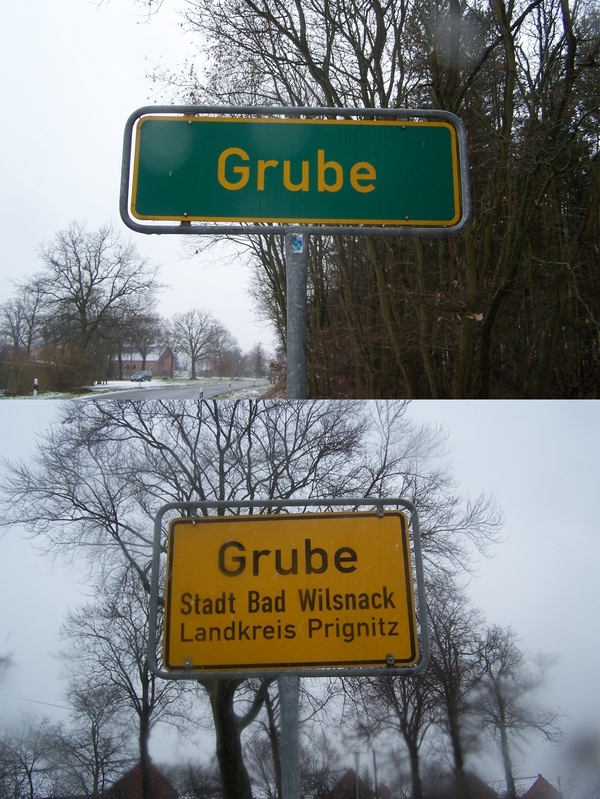 Grube
Grube
Stadt Bad Wilsnack
Landkreis Prignitz